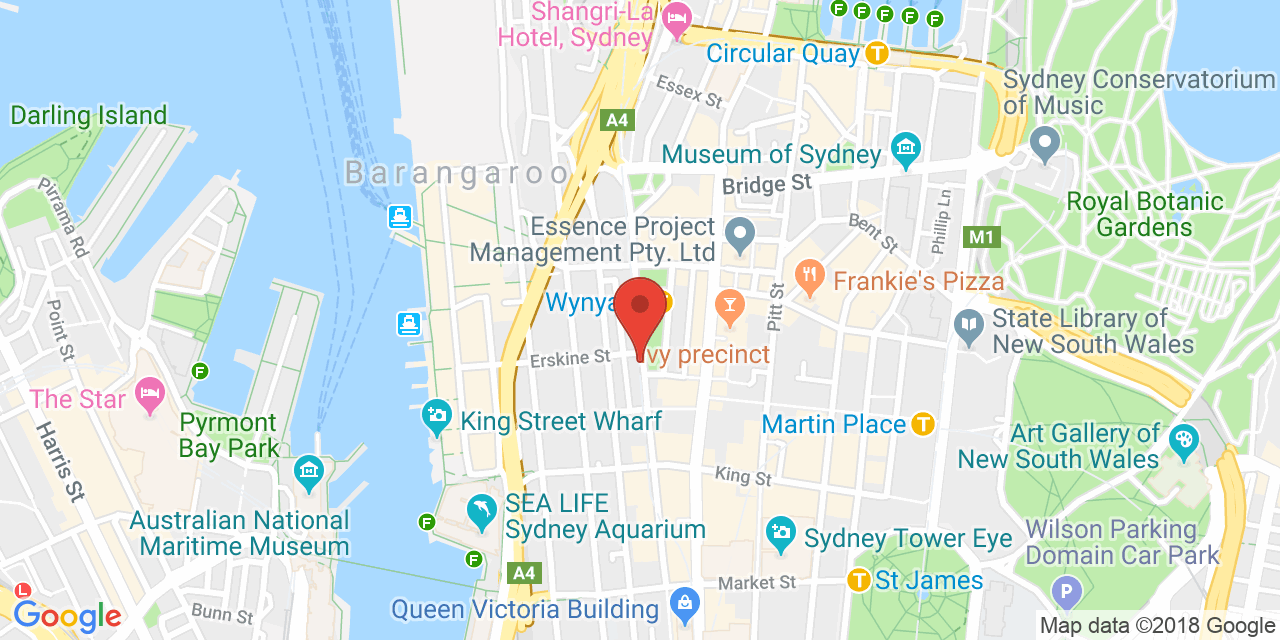 Shangri-La
Hotel, Sydney
Circular Quay
T
F
F
F
F
F
Essex St
Sydney Conservatorium
of Music
Darling Island
A4
Museum of Sydney
Barangaroo
Bridge St
Pirrama Rd
Phillip Ln
Royal Botanic
Gardens
Essence Project
Management Pty. Ltd
Bent St
M1
Frankie's Pizza
Wynya
Pitt St
Point St
State Library of
New South Wales
Erskine St
Ivy precinct
F
The Star
Pyrmont
Bay Park
King Street Wharf
Martin Place
T
Art Gallery of
New South Wales
Harris St
King St
SEA LIFE
Sydney Aquarium
Australian National
Maritime Museum
F
Sydney Tower Eye
Wilson Parking
Domain Car Park
F
A4
Market St
T
St James
P
L
Google
Bunn St
Queen Victoria Building
Map data ©2018 Google